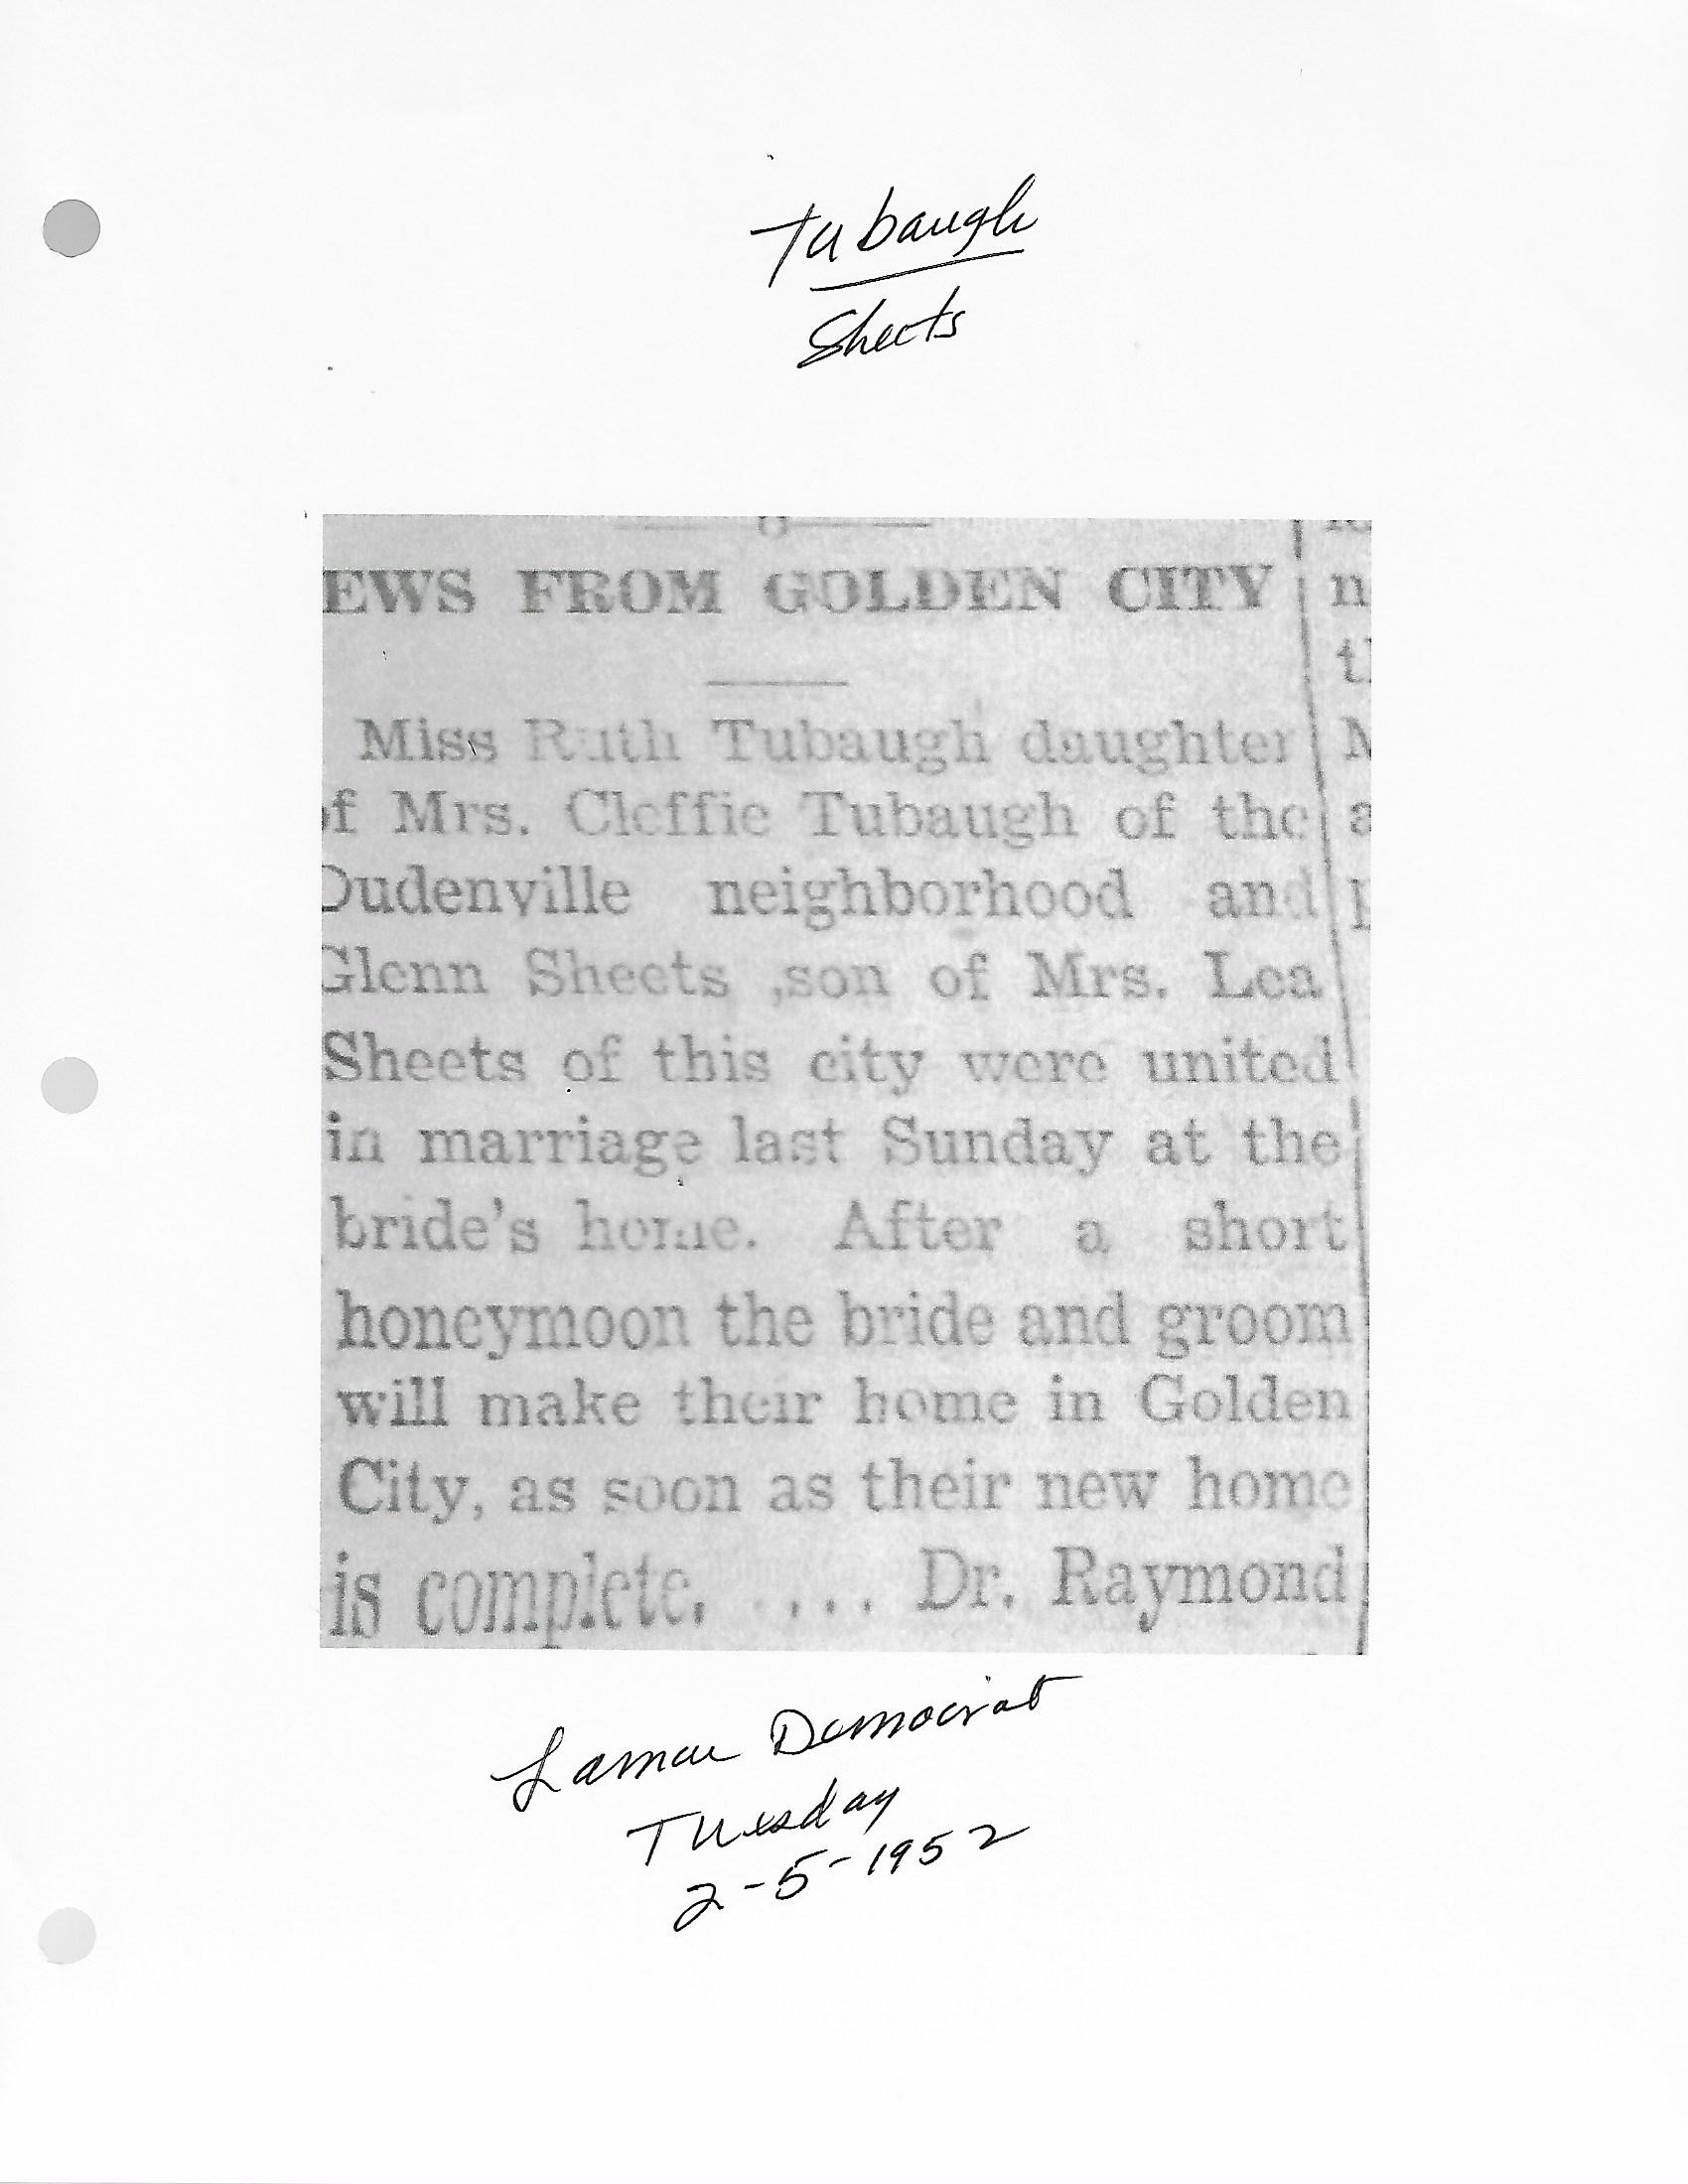 Tubaugh
Sheets
EWS FROM GOLDEN CITY
Miss Ruth Tubaugh daughter
of Mrs. Cleffie Tubaugh of the
Dudenville neighborhood and
Glenn Sheets ,son of Mrs. Lea
Sheets of this city were united
in marriage last Sunday at the
bride's home. After a short
honeymoon the bride and groom
will make their home in Golden
City, as soon as their new home
is complete. .... Dr. Raymond
Lamar Democrat
Tuesday
2-5-1952